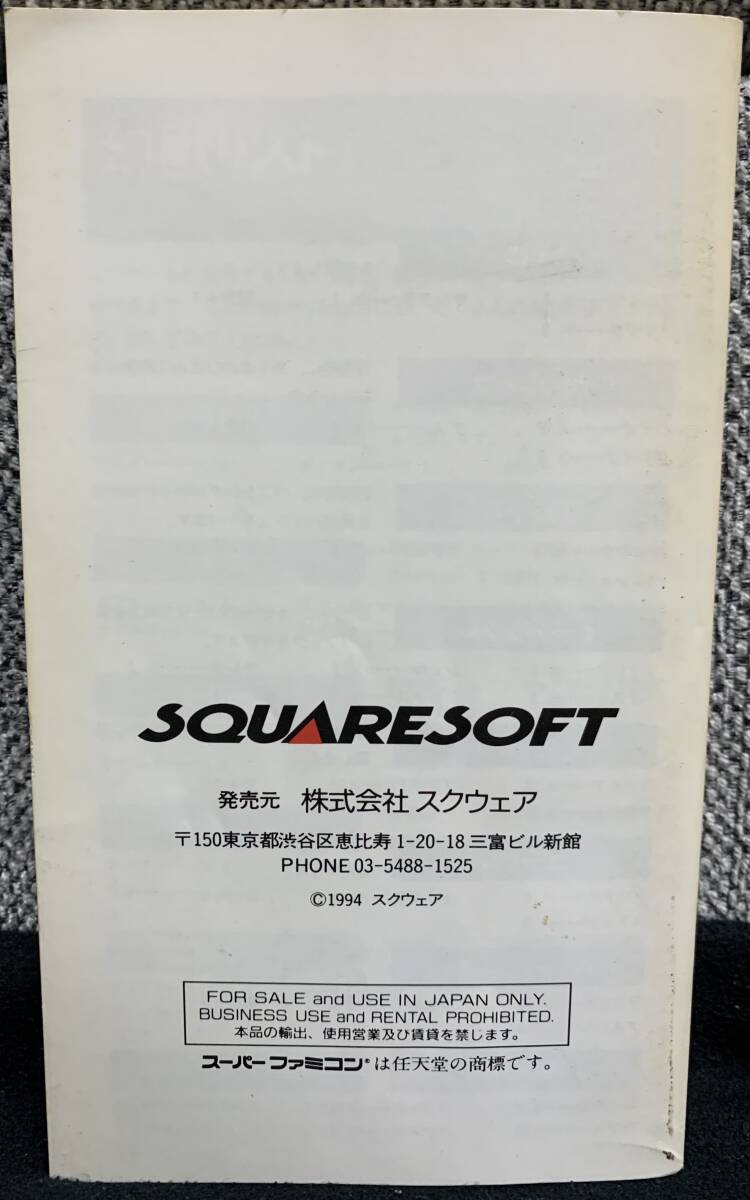 SQUARESOFT
発売元 株式会社 スクウェア
〒150東京都渋谷区恵比寿 1-20-18 三富ビル新館
PHONE 03-5488-1525
©1994 スクウェア
FOR SALE and USE IN JAPAN ONLY.
BUSINESS USE and RENTAL PROHIBITED.
本品の輸出、使用営業及び賃貸を禁じます。
スーパーファミコン®は任天堂の商標です。